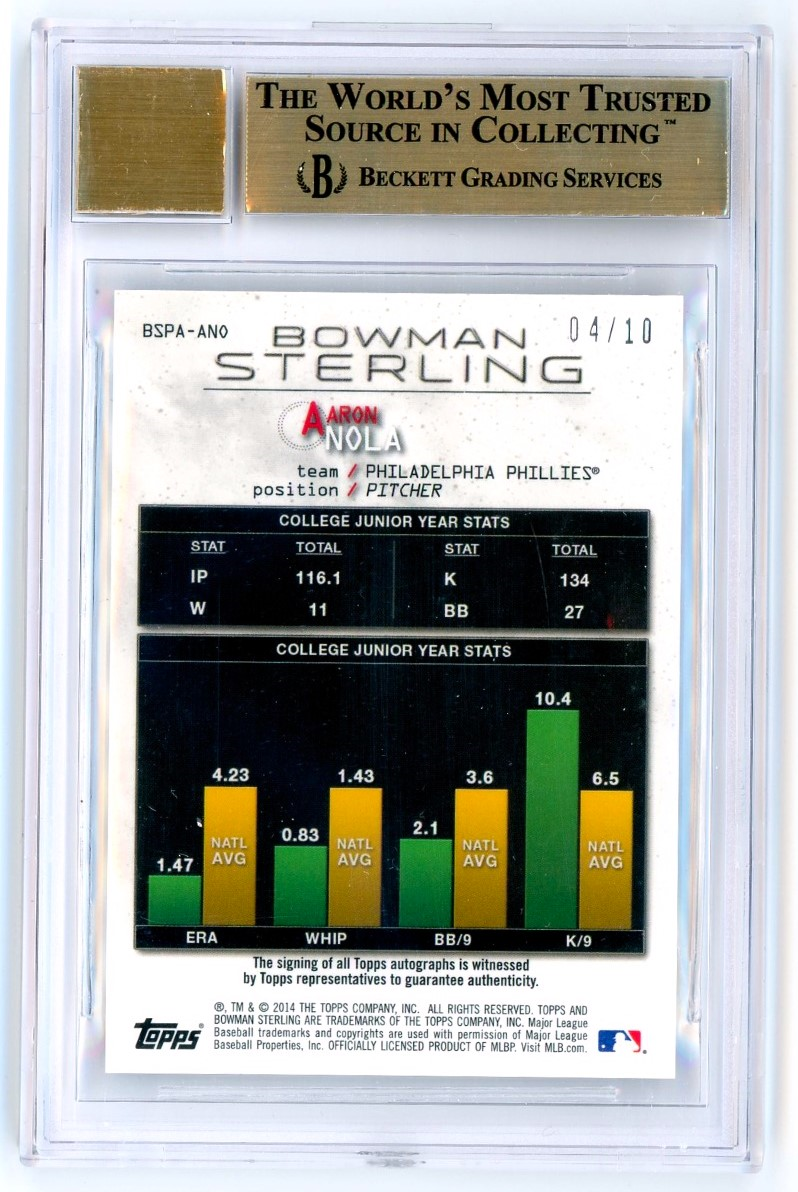 THE WORLD'S MOST TRUSTED
SOURCE IN COLLECTING™
B BECKETT GRADING SERVICES
BSPA-ANO
04/10
BOWMAN
STERLING
AARON
NOLA
team / PHILADELPHIA PHILLIES®
position / PITCHER
COLLEGE JUNIOR YEAR STATS
STAT TOTAL STAT TOTAL
IP 116.1 K 134
W 11 BB 27
COLLEGE JUNIOR YEAR STATS
10.4
4.23 1.43 3.6 6.5
0.83 2.1
1.47
NATL AVG NATL AVG NATL AVG NATL AVG
ERA WHIP BB/9 K/9
The signing of all Topps autographs is witnessed
by Topps representatives to guarantee authenticity.
topps®
®, TM & © 2014 THE TOPPS COMPANY, INC. ALL RIGHTS RESERVED. TOPPS AND
BOWMAN STERLING ARE TRADEMARKS OF THE TOPPS COMPANY, INC. Major League
Baseball trademarks and copyrights are used with permission of Major League
Baseball Properties, Inc. OFFICIALLY LICENSED PRODUCT OF MLBP. Visit MLB.com.